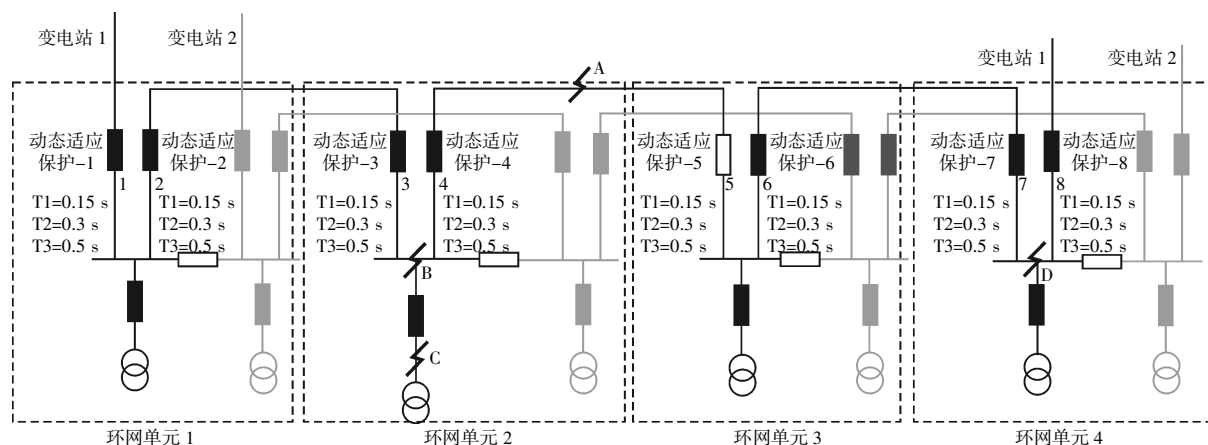 变电站 1
变电站 2
A
变电站 1
变电站 2
动态适应
保护-1
动态适应
保护-2
动态适应
保护-3
动态适应
保护-4
动态适应
保护-5
动态适应
保护-6
动态适应
保护-7
动态适应
保护-8
1
2
3
4
5
6
7
8
T1=0.15 s
T2=0.3 s
T3=0.5 s
T1=0.15 s
T2=0.3 s
T3=0.5 s
T1=0.15 s
T2=0.3 s
T3=0.5 s
T1=0.15 s
T2=0.3 s
T3=0.5 s
T1=0.15 s
T2=0.3 s
T3=0.5 s
T1=0.15 s
T2=0.3 s
T3=0.5 s
T1=0.15 s
T2=0.3 s
T3=0.5 s
T1=0.15 s
T2=0.3 s
T3=0.5 s
B
D
C
环网单元 1
环网单元 2
环网单元 3
环网单元 4